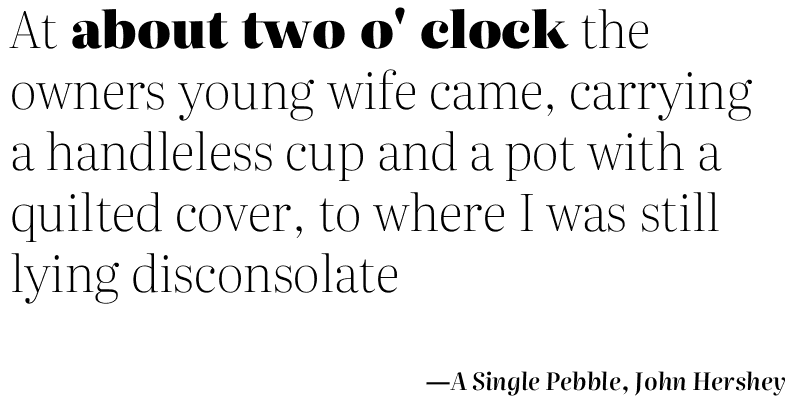 At about two o' clock the
owners young wife came, carrying
a handleless cup and a pot with a
quilted cover, to where I was still
lying disconsolate
—A Single Pebble, John Hershey